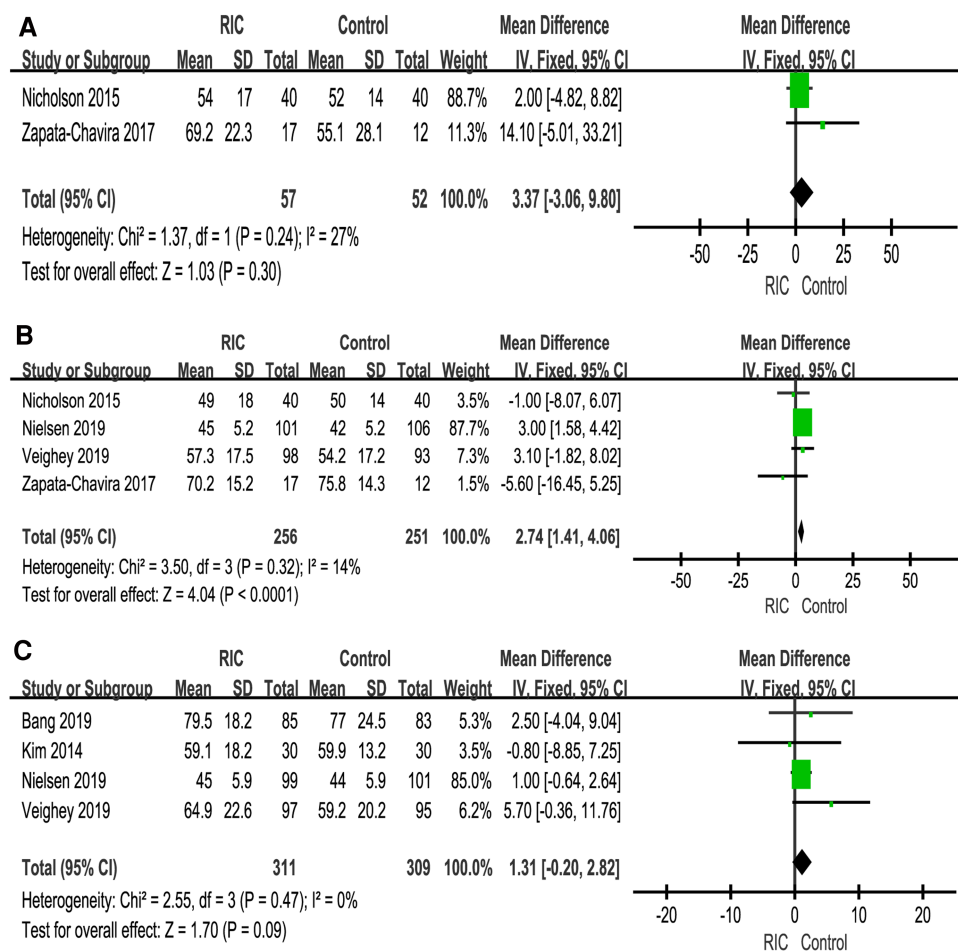 A
RIC Control Mean Difference Mean Difference
Study or Subgroup Mean SD Total Mean SD Total Weight IV, Fixed, 95% CI IV, Fixed, 95% CI
Nicholson 2015 54 17 40 52 14 40 88.7% 2.00 [-4.82, 8.82]
Zapata-Chavira 2017 69.2 22.3 17 55.1 28.1 12 11.3% 14.10 [-5.01, 33.21]
Total (95% CI) 57 52 100.0% 3.37 [-3.06, 9.80]
Heterogeneity: Chi² = 1.37, df = 1 (P = 0.24); I² = 27%
Test for overall effect: Z = 1.03 (P = 0.30)
-50 -25 0 25 50
RIC Control
B
RIC Control Mean Difference Mean Difference
Study or Subgroup Mean SD Total Mean SD Total Weight IV, Fixed, 95% CI IV, Fixed, 95% CI
Nicholson 2015 49 18 40 50 14 40 3.5% -1.00 [-8.07, 6.07]
Nielsen 2019 45 5.2 101 42 5.2 106 87.7% 3.00 [1.58, 4.42]
Veighey 2019 57.3 17.5 98 54.2 17.2 93 7.3% 3.10 [-1.82, 8.02]
Zapata-Chavira 2017 70.2 15.2 17 75.8 14.3 12 1.5% -5.60 [-16.45, 5.25]
Total (95% CI) 256 251 100.0% 2.74 [1.41, 4.06]
Heterogeneity: Chi² = 3.50, df = 3 (P = 0.32); I² = 14%
Test for overall effect: Z = 4.04 (P < 0.0001)
-50 -25 0 25 50
RIC Control
C
RIC Control Mean Difference Mean Difference
Study or Subgroup Mean SD Total Mean SD Total Weight IV, Fixed, 95% CI IV, Fixed, 95% CI
Bang 2019 79.5 18.2 85 77 24.5 83 5.3% 2.50 [-4.04, 9.04]
Kim 2014 59.1 18.2 30 59.9 13.2 30 3.5% -0.80 [-8.85, 7.25]
Nielsen 2019 45 5.9 99 44 5.9 101 85.0% 1.00 [-0.64, 2.64]
Veighey 2019 64.9 22.6 97 59.2 20.2 95 6.2% 5.70 [-0.36, 11.76]
Total (95% CI) 311 309 100.0% 1.31 [-0.20, 2.82]
Heterogeneity: Chi² = 2.55, df = 3 (P = 0.47); I² = 0%
Test for overall effect: Z = 1.70 (P = 0.09)
-20 -10 0 10 20
RIC Control